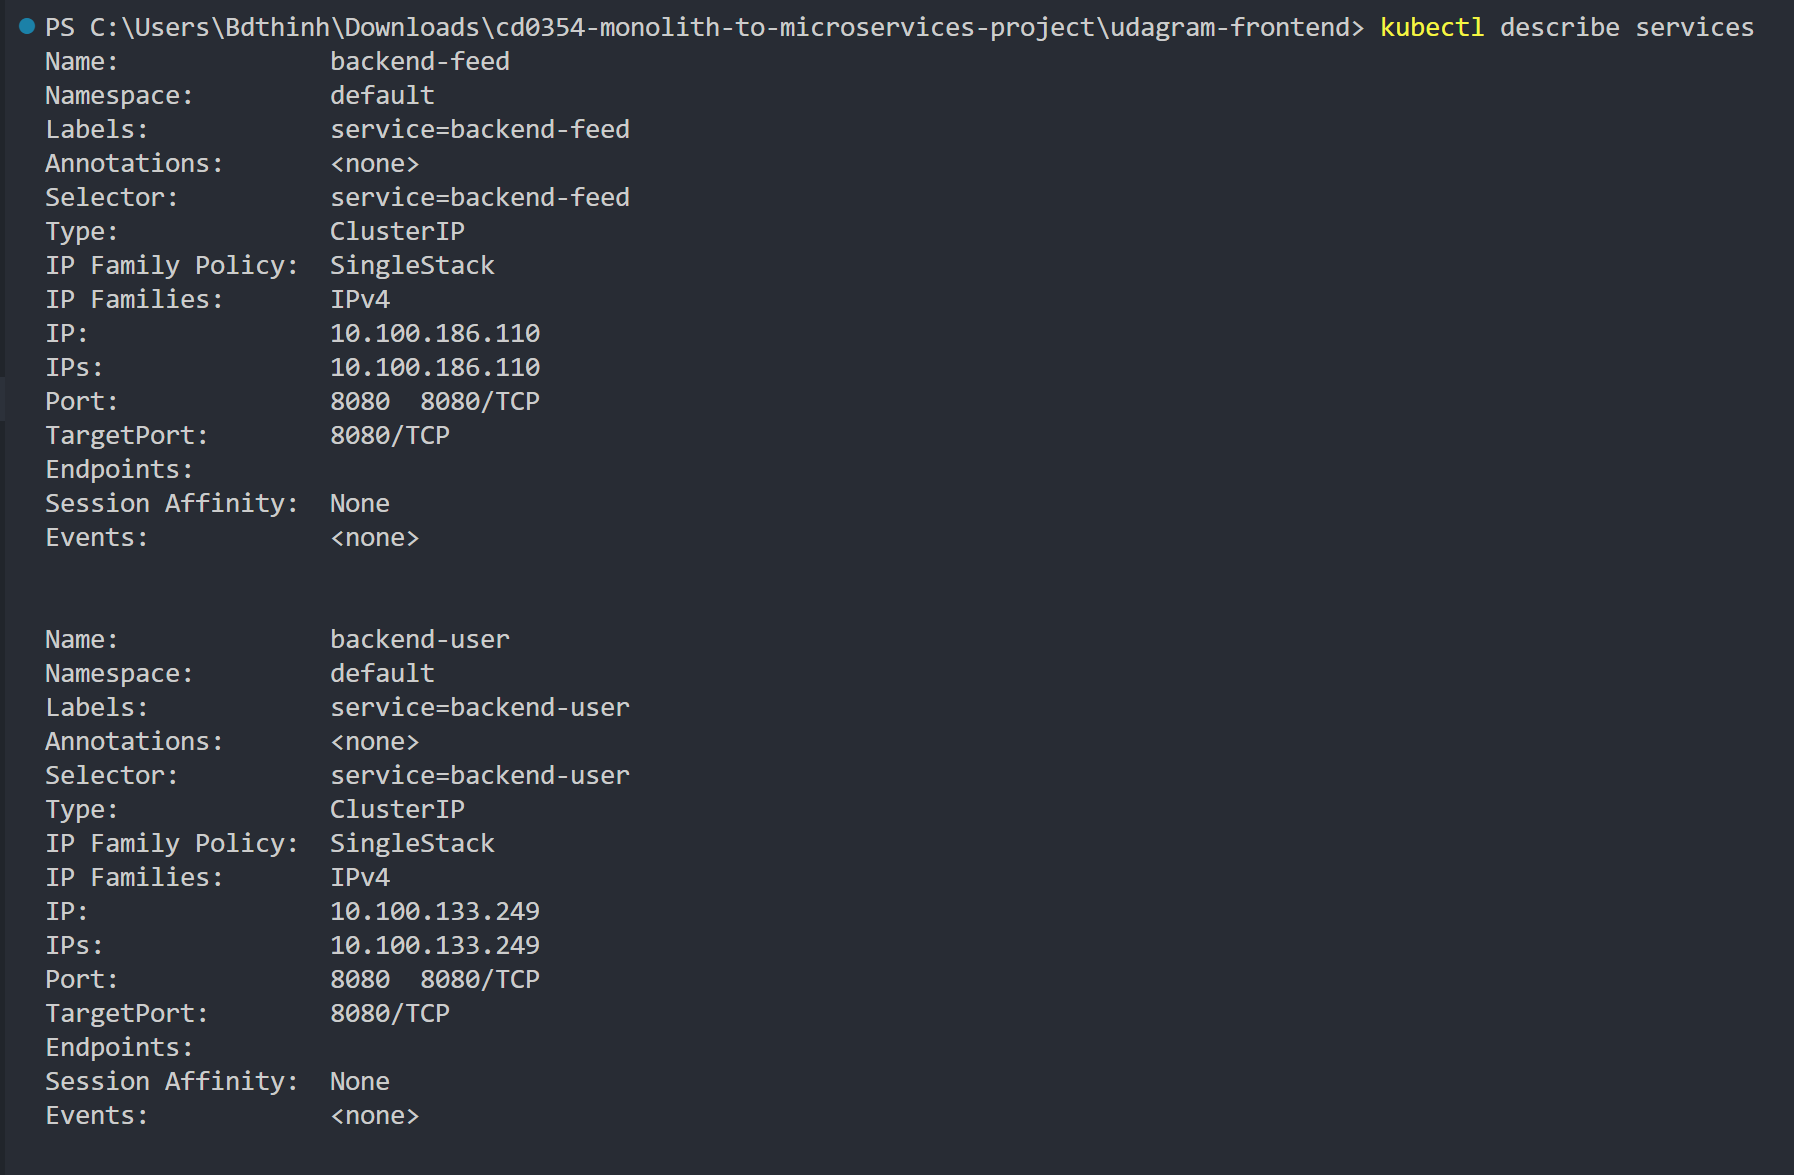 PS C:\Users\Bdthinh\Downloads\cd0354-monolith-to-microservices-project\udagram-frontend> kubectl describe services
Name:              backend-feed
Namespace:         default
Labels:            service=backend-feed
Annotations:       <none>
Selector:          service=backend-feed
Type:              ClusterIP
IP Family Policy:  SingleStack
IP Families:       IPv4
IP:                10.100.186.110
IPs:               10.100.186.110
Port:              8080  8080/TCP
TargetPort:        8080/TCP
Endpoints:
Session Affinity:  None
Events:            <none>
Name:              backend-user
Namespace:         default
Labels:            service=backend-user
Annotations:       <none>
Selector:          service=backend-user
Type:              ClusterIP
IP Family Policy:  SingleStack
IP Families:       IPv4
IP:                10.100.133.249
IPs:               10.100.133.249
Port:              8080  8080/TCP
TargetPort:        8080/TCP
Endpoints:
Session Affinity:  None
Events:            <none>